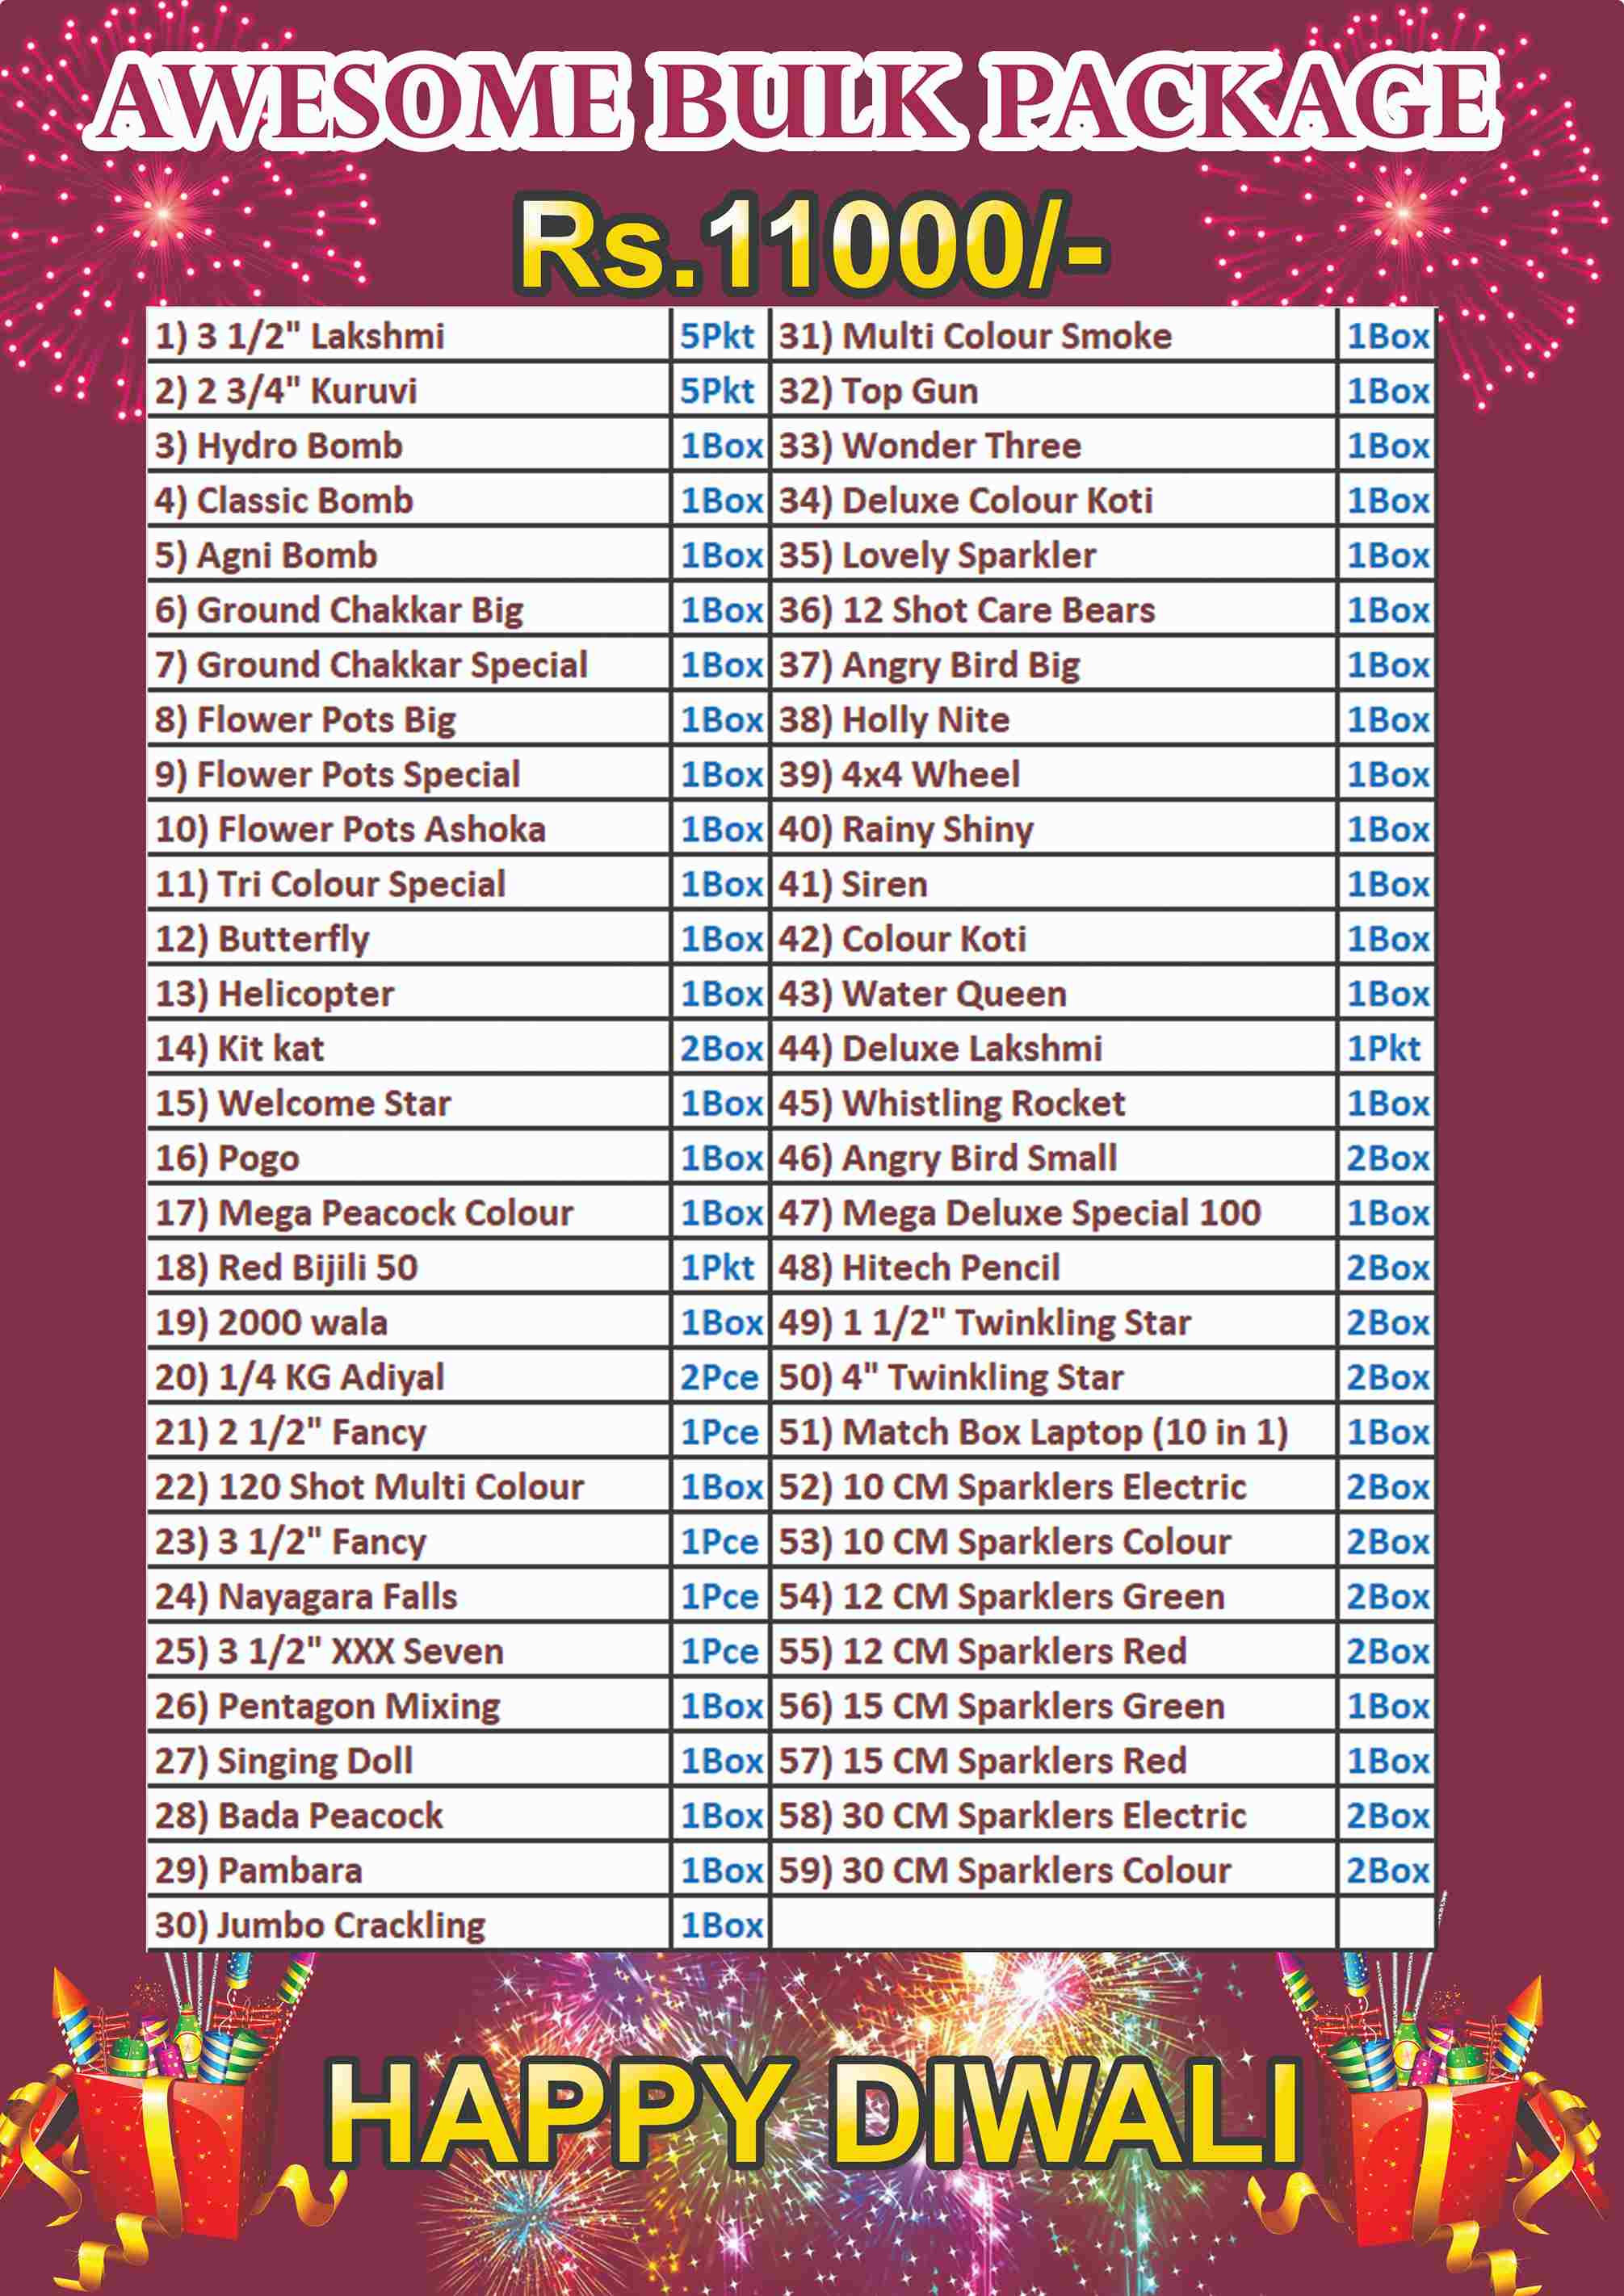 AWESOME BULK PACKAGE
Rs.11000/-
1) 3 1/2" Lakshmi 5Pkt 31) Multi Colour Smoke 1Box
2) 2 3/4" Kuruvi 5Pkt 32) Top Gun 1Box
3) Hydro Bomb 1Box 33) Wonder Three 1Box
4) Classic Bomb 1Box 34) Deluxe Colour Koti 1Box
5) Agni Bomb 1Box 35) Lovely Sparkler 1Box
6) Ground Chakkar Big 1Box 36) 12 Shot Care Bears 1Box
7) Ground Chakkar Special 1Box 37) Angry Bird Big 1Box
8) Flower Pots Big 1Box 38) Holly Nite 1Box
9) Flower Pots Special 1Box 39) 4x4 Wheel 1Box
10) Flower Pots Ashoka 1Box 40) Rainy Shiny 1Box
11) Tri Colour Special 1Box 41) Siren 1Box
12) Butterfly 1Box 42) Colour Koti 1Box
13) Helicopter 1Box 43) Water Queen 1Box
14) Kit kat 2Box 44) Deluxe Lakshmi 1Pkt
15) Welcome Star 1Box 45) Whistling Rocket 1Box
16) Pogo 1Box 46) Angry Bird Small 2Box
17) Mega Peacock Colour 1Box 47) Mega Deluxe Special 100 1Box
18) Red Bijili 50 1Pkt 48) Hitech Pencil 2Box
19) 2000 wala 1Box 49) 1 1/2" Twinkling Star 2Box
20) 1/4 KG Adiyal 2Pce 50) 4" Twinkling Star 2Box
21) 2 1/2" Fancy 1Pce 51) Match Box Laptop (10 in 1) 1Box
22) 120 Shot Multi Colour 1Box 52) 10 CM Sparklers Electric 2Box
23) 3 1/2" Fancy 1Pce 53) 10 CM Sparklers Colour 2Box
24) Nayagara Falls 1Pce 54) 12 CM Sparklers Green 2Box
25) 3 1/2" XXX Seven 1Pce 55) 12 CM Sparklers Red 2Box
26) Pentagon Mixing 1Box 56) 15 CM Sparklers Green 1Box
27) Singing Doll 1Box 57) 15 CM Sparklers Red 1Box
28) Bada Peacock 1Box 58) 30 CM Sparklers Electric 2Box
29) Pambara 1Box 59) 30 CM Sparklers Colour 2Box
30) Jumbo Crackling 1Box
HAPPY DIWALI